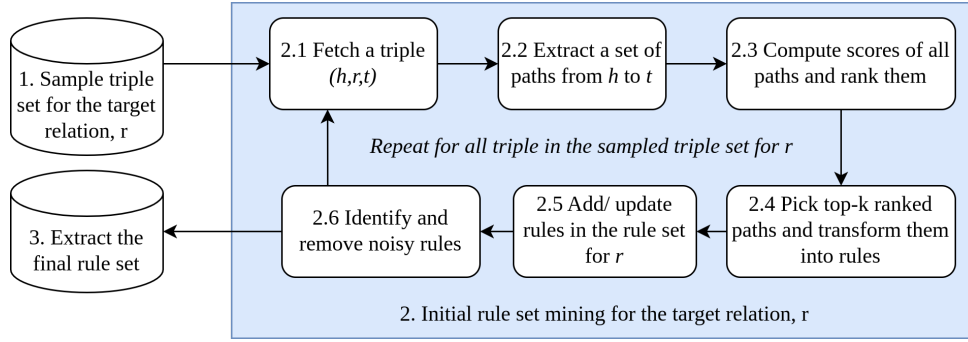 1. Sample triple
set for the target
relation, r
2.1 Fetch a triple
(h,r,t)
2.2 Extract a set of
paths from h to t
2.3 Compute scores of all
paths and rank them
Repeat for all triple in the sampled triple set for r
2.4 Pick top-k ranked
paths and transform them
into rules
2.5 Add/ update
rules in the rule set
for r
2.6 Identify and
remove noisy rules
3. Extract the
final rule set
2. Initial rule set mining for the target relation, r